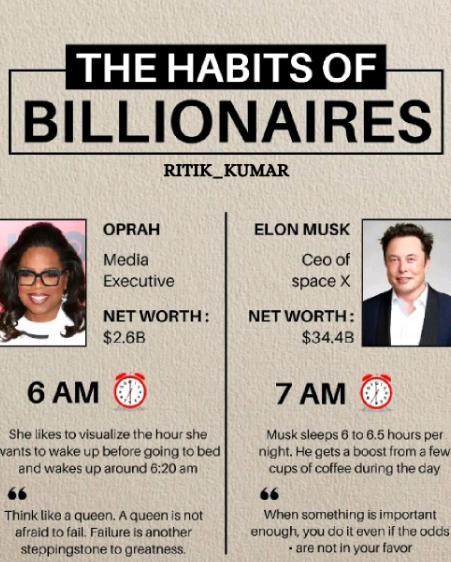 THE HABITS OF
BILLIONAIRES
RITIK_KUMAR
OPRAH
Media
Executive
NET WORTH :
$2.6B
6 AM
She likes to visualize the hour she
wants to wake up before going to bed
and wakes up around 6:20 am
“
Think like a queen. A queen is not
afraid to fail. Failure is another
steppingstone to greatness.
ELON MUSK
Ceo of
space X
NET WORTH :
$34.4B
7 AM
Musk sleeps 6 to 6.5 hours per
night. He gets a boost from a few
cups of coffee during the day
“
When something is important
enough, you do it even if the odds
• are not in your favor